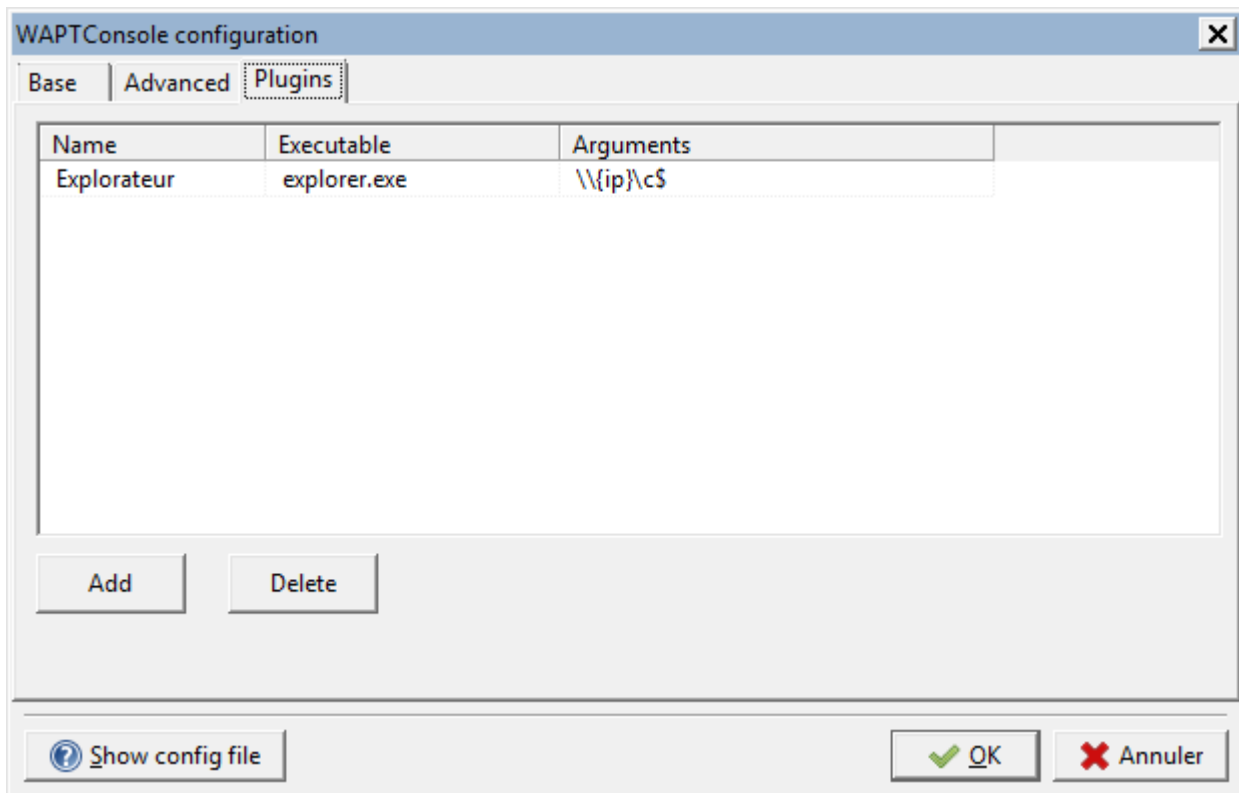 WAPTConsole configuration
Base Advanced Plugins
Name Executable Arguments
Explorateur explorer.exe \\{ip}\c$
Add Delete
Show config file OK Annuler